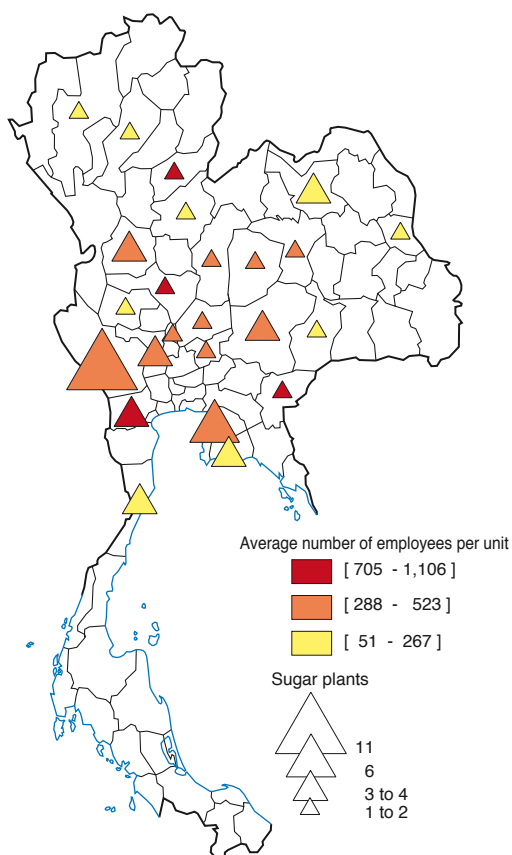 Average number of employees per unit
[ 705 - 1,106 ]
[ 288 - 523 ]
[ 51 - 267 ]
Sugar plants
11
6
3 to 4
1 to 2